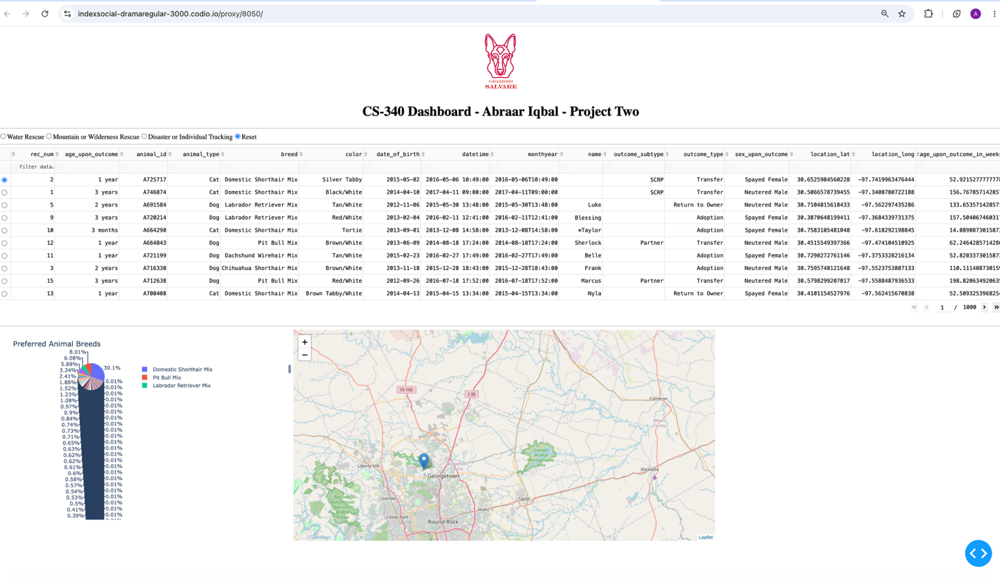 indexsocial-dramaregular-3000.codio.io/proxy/8050/
A
GRAZIOSO
SALVARE
CS-340 Dashboard - Abraar Iqbal - Project Two
Water Rescue Mountain or Wilderness Rescue Disaster or Individual Tracking Reset
rec_num age_upon_outcome animal_id animal_type breed color date_of_birth datetime monthyear name outcome_subtype outcome_type sex_upon_outcome location_lat location_long age_upon_outcome_in_weeks
filter data.
2 1 year A725717 Cat Domestic Shorthair Mix Silver Tabby 2015-05-02 2016-05-06 10:49:00 2016-05-06T10:49:00 SCRP Transfer Spayed Female 30.6525984560228 -97.7419963476444 52.9215277777778
1 3 years A746874 Cat Domestic Shorthair Mix Black/White 2014-04-10 2017-04-11 09:00:00 2017-04-11T09:00:00 SCRP Transfer Neutered Male 30.5066578739455 -97.3408780722188 156.767857142857
5 2 years A691584 Dog Labrador Retriever Mix Tan/White 2012-11-06 2015-05-30 13:48:00 2015-05-30T13:48:00 Luke Return to Owner Neutered Male 30.7104815618433 -97.562297435286 133.653571428571
9 3 years A720214 Dog Labrador Retriever Mix Red/White 2013-02-04 2016-02-11 12:41:00 2016-02-11T12:41:00 Blessing Adoption Spayed Female 30.3870648199411 -97.3684339731375 157.504067460317
10 3 months A664290 Cat Domestic Shorthair Mix Tortie 2013-09-01 2013-12-08 14:58:00 2013-12-08T14:58:00 *Taylor Adoption Spayed Female 30.7583105481048 -97.618292198845 14.0890873015873
12 1 year A664843 Dog Pit Bull Mix Brown/White 2013-06-09 2014-08-18 17:24:00 2014-08-18T17:24:00 Sherlock Partner Transfer Neutered Male 30.4515549397366 -97.474104510925 62.2464285714286
11 1 year A721199 Dog Dachshund Wirehair Mix Tan/White 2015-02-23 2016-02-27 17:49:00 2016-02-27T17:49:00 Belle Adoption Spayed Female 30.7290272761146 -97.3753328216134 52.8203373015873
3 2 years A716330 Dog Chihuahua Shorthair Mix Brown/White 2013-11-18 2015-12-28 18:43:00 2015-12-28T18:43:00 Frank Adoption Neutered Male 30.7595748121648 -97.5523753807133 110.111408730159
15 3 years A712638 Dog Pit Bull Mix Red/White 2012-09-26 2016-07-18 17:52:00 2016-07-18T17:52:00 Marcus Partner Transfer Neutered Male 30.5798299207017 -97.5588487936533 198.820634920635
13 1 year A700408 Cat Domestic Shorthair Mix Brown Tabby/White 2014-04-13 2015-04-15 13:34:00 2015-04-15T13:34:00 Nyla Return to Owner Spayed Female 30.4101154527976 -97.562415670838 52.5093253968254
1 / 1000
Preferred Animal Breeds
8.01%
6.08%
5.88% 30.1%
3.24%
2.41%
1.88% 0.01%
1.52% 0.01%
1.23% 0.01%
1.08% 0.01%
0.97% 0.01%
0.9% 0.01%
0.84% 0.01%
0.74% 0.01%
0.73% 0.01%
0.71% 0.01%
0.65% 0.01%
0.63% 0.01%
0.62% 0.01%
0.62% 0.01%
0.61% 0.01%
0.6% 0.01%
0.58% 0.01%
0.57% 0.01%
0.54% 0.01%
0.53% 0.01%
0.5% 0.01%
0.41% 0.01%
0.39% 0.01%
Domestic Shorthair Mix
Pit Bull Mix
Labrador Retriever Mix
+
−
TX 195
I 35
Cameron
Milam
County
Granger
Wildlife
Management
Area
Liberty Hill
Williamson
County
Rockdale
Georgetown
Balcones
Canyonlands
National
Wildlife
Refuge
Leander
Taylor
Hutto
Cedar Park
Round Rock
Leaflet